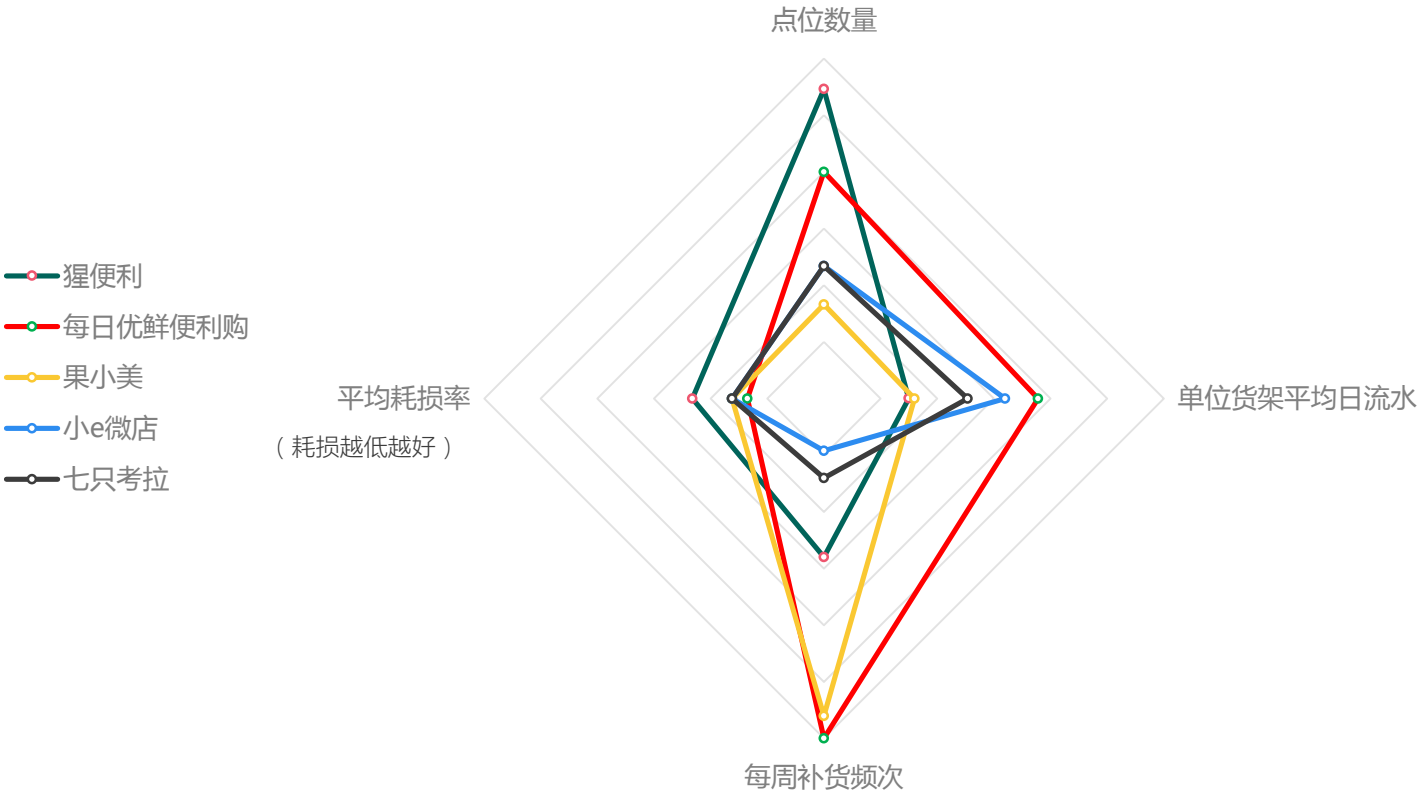 点位数量
猩便利
每日优鲜便利购
果小美
小e微店
七只考拉
平均耗损率
（耗损越低越好）
单位货架平均日流水
每周补货频次